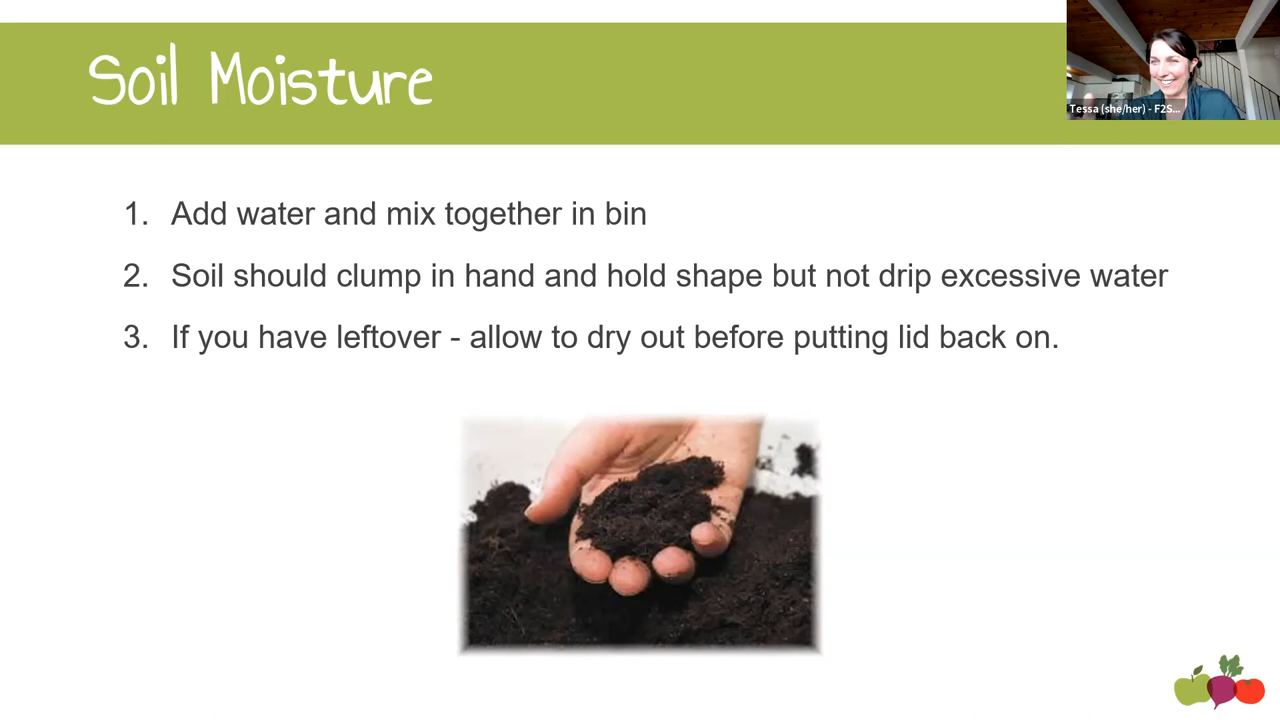 Soil Moisture
Tessa (she/her) - F2S...
1. Add water and mix together in bin
2. Soil should clump in hand and hold shape but not drip excessive water
3. If you have leftover - allow to dry out before putting lid back on.